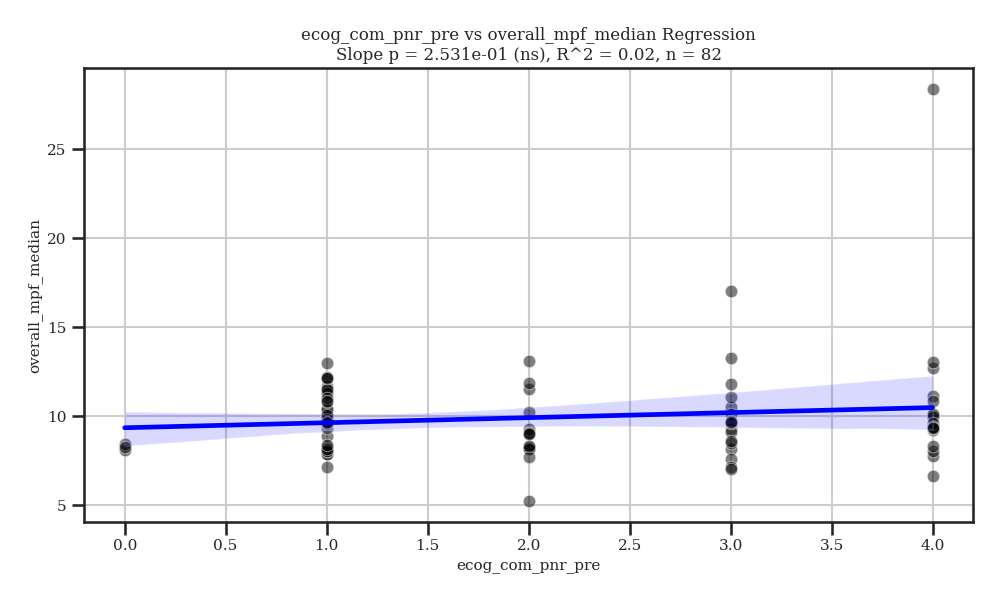 ecog_com_pnr_pre vs overall_mpf_median Regression
Slope p = 2.531e-01 (ns), R^2 = 0.02, n = 82
overall_mpf_median
25
20
15
10
5
0.0 0.5 1.0 1.5 2.0 2.5 3.0 3.5 4.0
ecog_com_pnr_pre